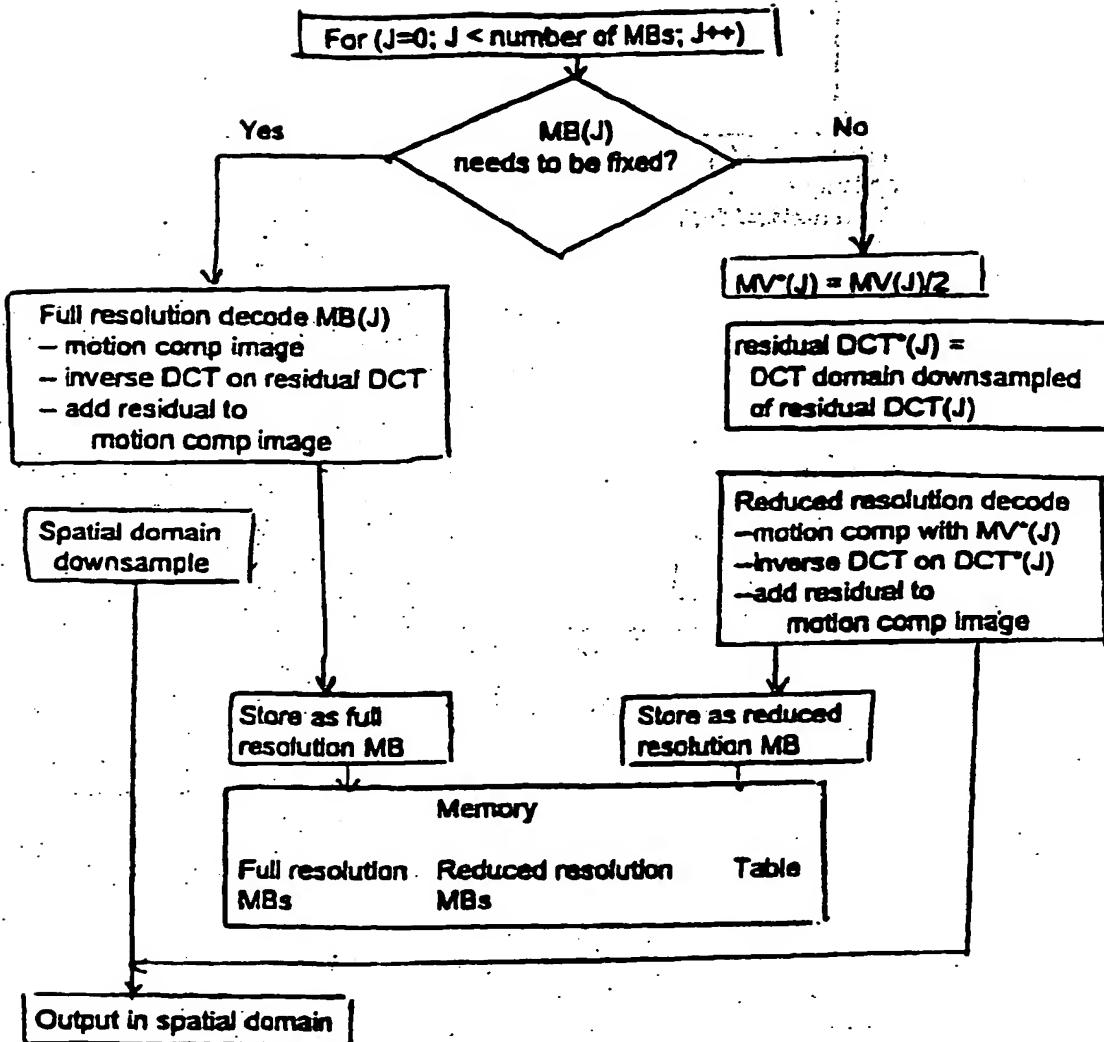 For (J=0; J < number of MBs; J++)
Yes
MB(J)
needs to be fixed?
No
MV*(J) = MV(J)/2
Full resolution decode MB(J)
– motion comp image
– inverse DCT on residual DCT
– add residual to
motion comp image
residual DCT*(J) =
DCT domain downsampled
of residual DCT(J)
Spatial domain
downsample
Reduced resolution decode
–motion comp with MV*(J)
–inverse DCT on DCT*(J)
–add residual to
motion comp image
Store as full
resolution MB
Store as reduced
resolution MB
Memory
Full resolution
MBs
Reduced resolution
MBs
Table
Output in spatial domain